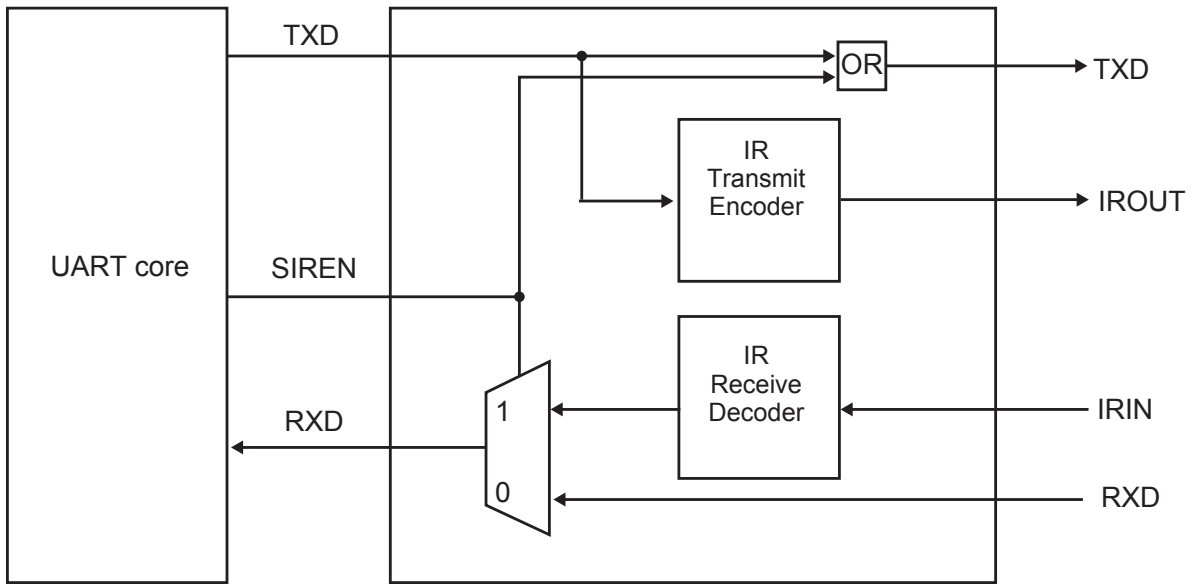 TXD
OR
TXD
IR
Transmit
Encoder
IROUT
UART core
SIREN
IR
Receive
Decoder
1
IRIN
RXD
0
RXD